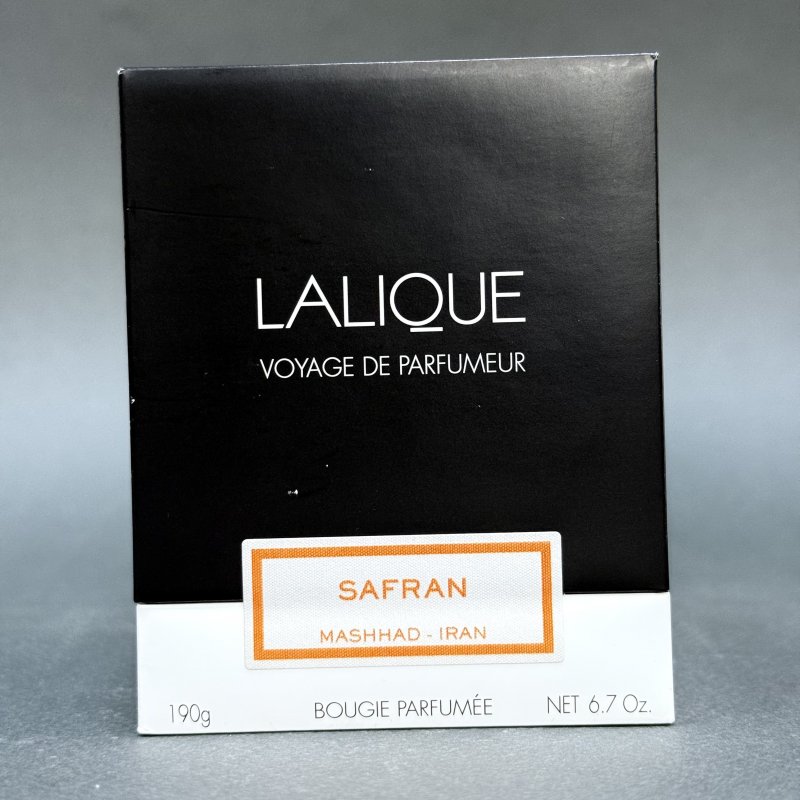 LALIQUE
VOYAGE DE PARFUMEUR
SAFRAN
MASHHAD - IRAN
190g BOUGIE PARFUMÉE NET 6.7 Oz.